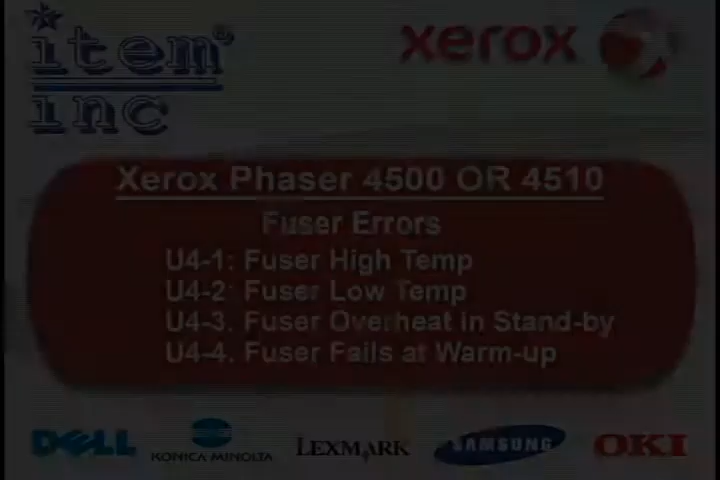 item
inc
xerox
Xerox Phaser 4500 OR 4510
Fuser Errors
U4-1: Fuser High Temp
U4-2: Fuser Low Temp
U4-3. Fuser Overheat in Stand-by
U4-4. Fuser Fails at Warm-up
DELL
KONICA MINOLTA
LEXMARK
SAMSUNG
OKI